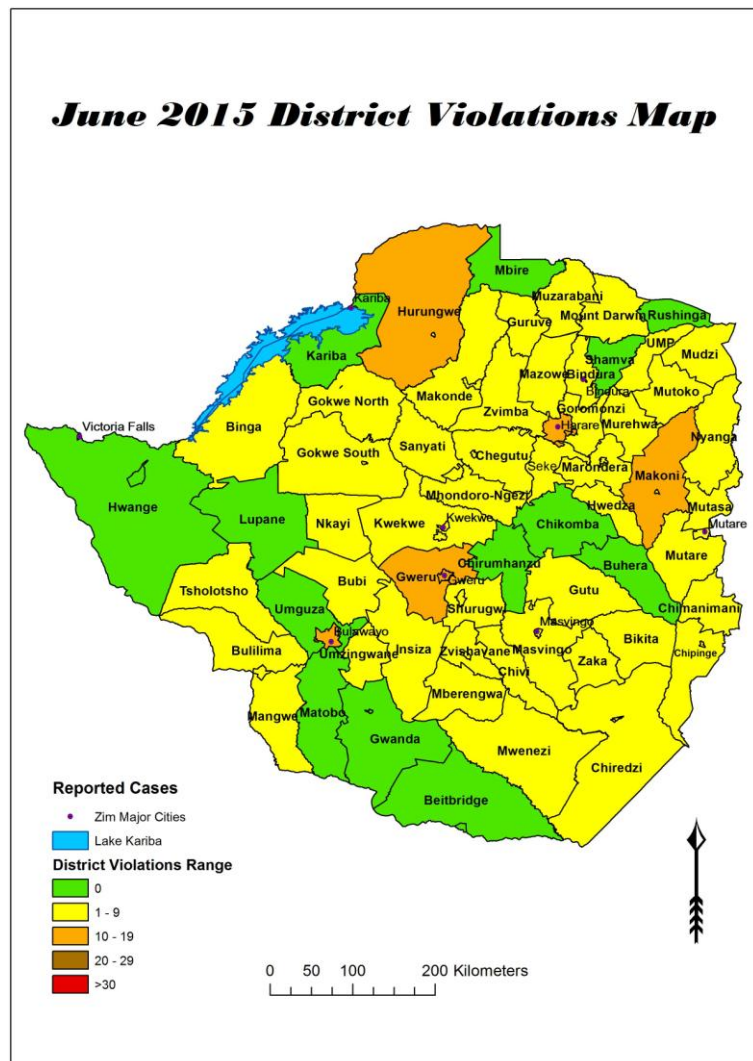 June 2015 District Violations Map
Mbire
Kariba
Muzarabani
Hurungwe
Guruve
Mount Darwin
Rushinga
Kariba
Shamva
UMP
Mudzi
Mazowe
Bindura
Bindura
Makonde
Mutoko
Gokwe North
Zvimba
Goromonzi
Victoria Falls
Binga
Harare
Murehwa
Nyanga
Sanyati
Gokwe South
Chegutu
Seke
Marondera
Makoni
Hwange
Mhondoro-Ngezi
Hwedza
Mutasa
Lupane
Nkayi
Kwekwe
Kwekwe
Chikomba
Mutare
Chirumhanzu
Buhera
Mutare
Tsholotsho
Bubi
Gweru
Gweru
Gutu
Umguza
Shurugwi
Chimanimani
Bulawayo
Masvingo
Bikita
Bulilima
Umzingwane
Insiza
Zvishavane
Masvingo
Zaka
Chipinge
Chivi
Mberengwa
Mangwe
Matobo
Gwanda
Mwenezi
Chiredzi
Beitbridge
Reported Cases
Zim Major Cities
Lake Kariba
District Violations Range
0
1 - 9
10 - 19
20 - 29
>30
0 50 100 200 Kilometers